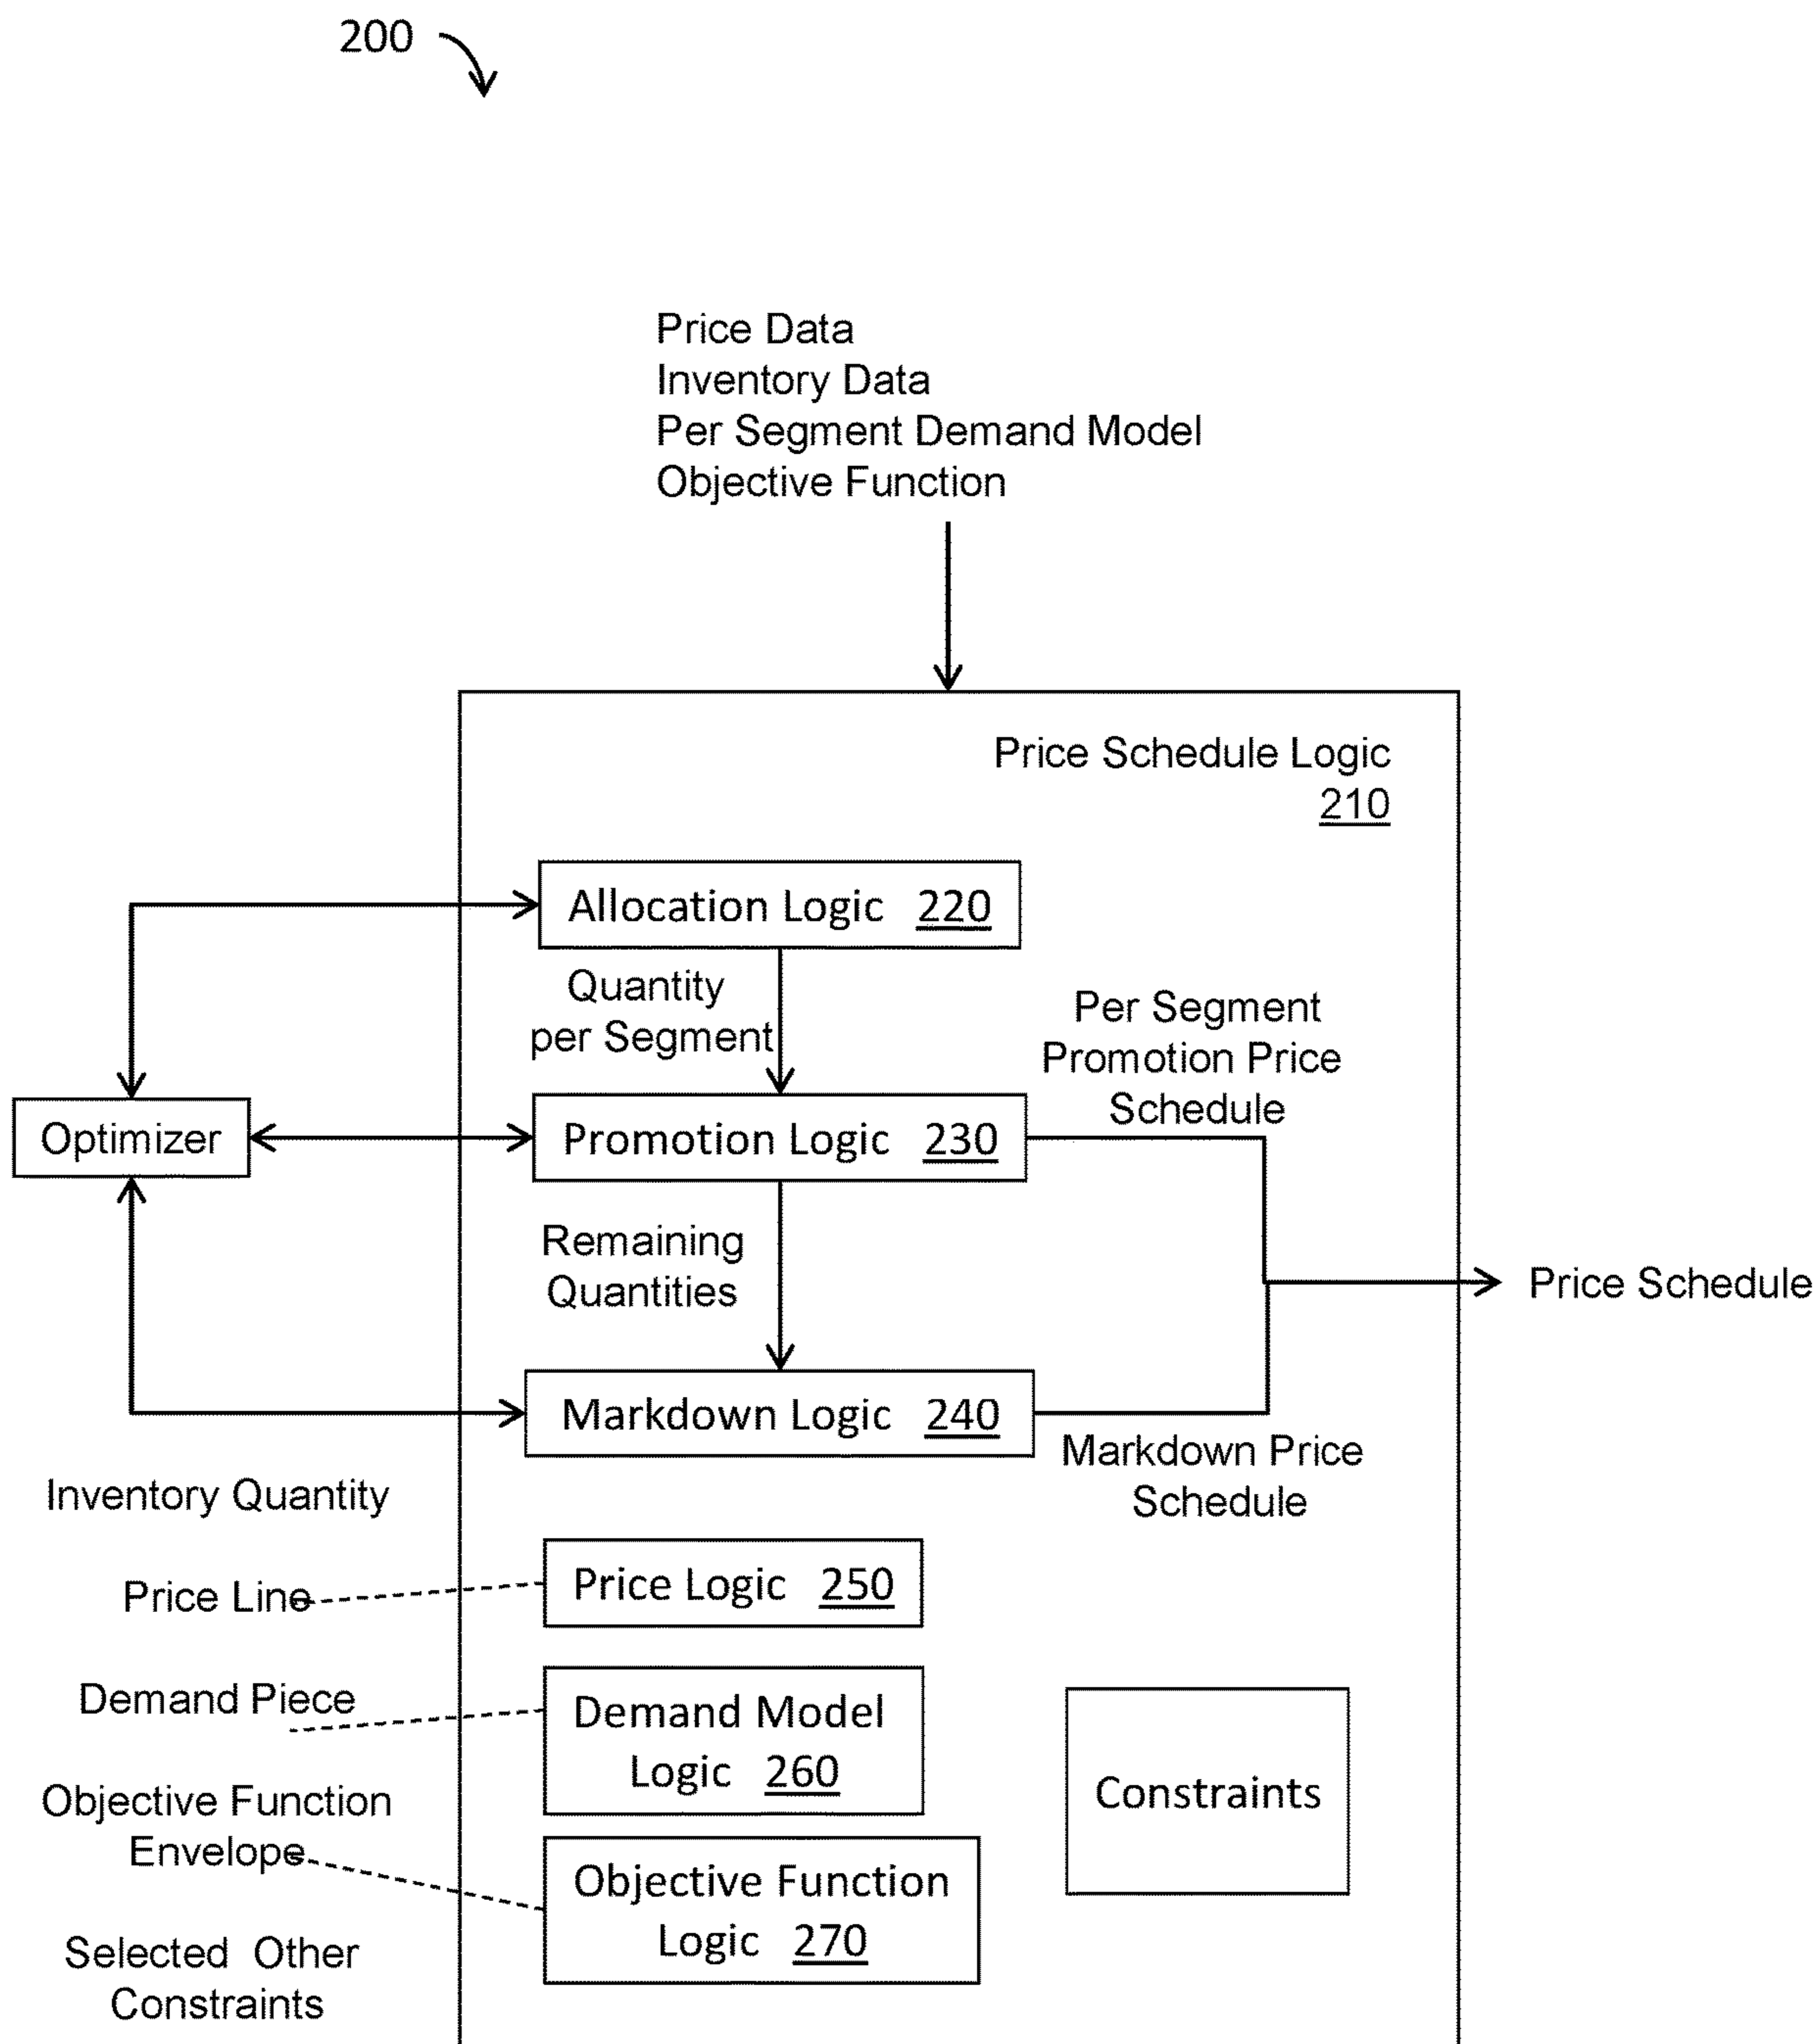 200
Price Data
Inventory Data
Per Segment Demand Model
Objective Function
Price Schedule Logic
210
Allocation Logic 220
Quantity
per Segment
Per Segment
Promotion Price
Schedule
Optimizer
Promotion Logic 230
Remaining
Quantities
Price Schedule
Markdown Logic 240
Markdown Price
Schedule
Inventory Quantity
Price Line
Price Logic 250
Demand Piece
Demand Model
Logic 260
Constraints
Objective Function
Envelope
Objective Function
Logic 270
Selected Other
Constraints